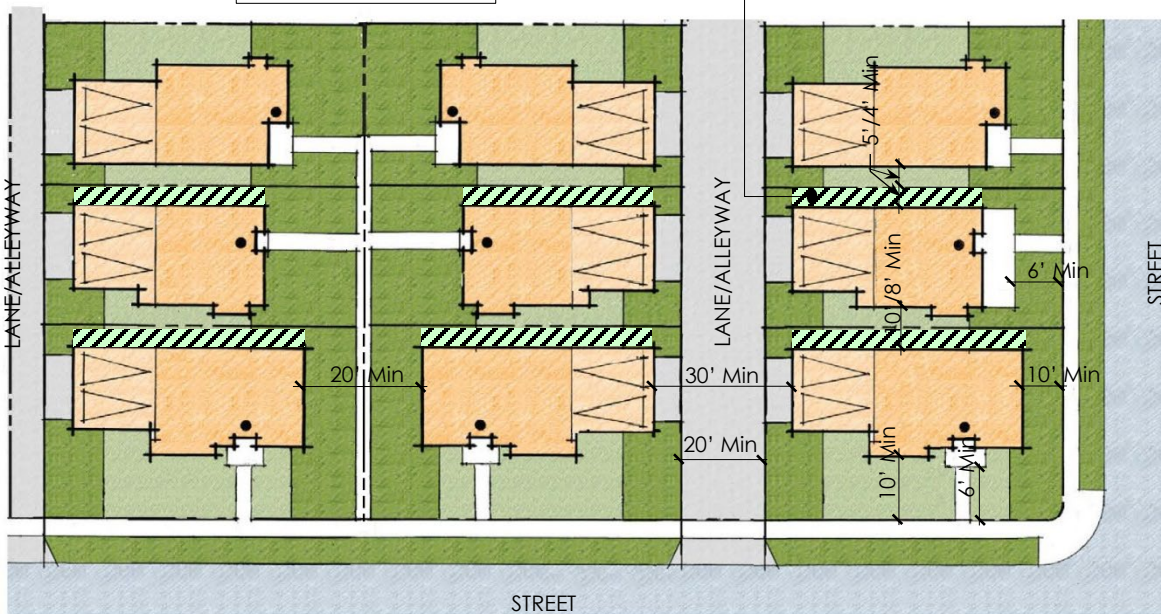 5'/4' Min
LANE/ALLEYWAY
LANE/ALLEYWAY
STREET
6' Min
10'/8' Min
20' Min
30' Min
10' Min
20' Min
10' Min
6' Min
STREET